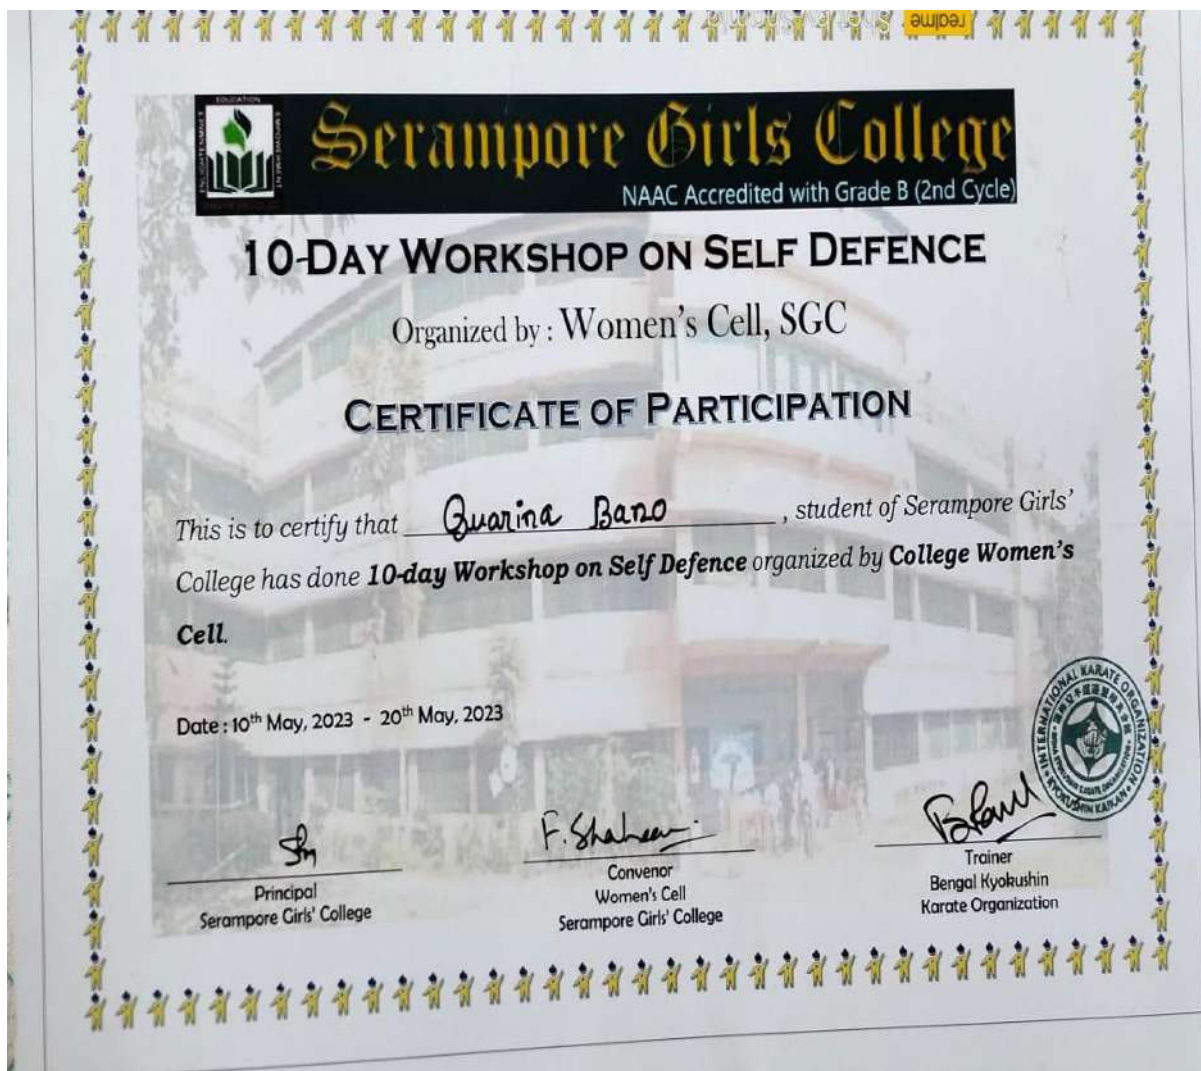 realme
EDUCATION
Serampore Girls College
NAAC Accredited with Grade B (2nd Cycle)
10-DAY WORKSHOP ON SELF DEFENCE
Organized by : Women's Cell, SGC
CERTIFICATE OF PARTICIPATION
This is to certify that Quarina Bano, student of Serampore Girls'
College has done 10-day Workshop on Self Defence organized by College Women's
Cell.
Date : 10th May, 2023 - 20th May, 2023
INTERNATIONAL KARATE ORGANIZATION
KYOKUSHIN KAIKAN
F. Shaheen
Principal
Serampore Girls' College
Convenor
Women's Cell
Serampore Girls' College
Trainer
Bengal Kyokushin
Karate Organization